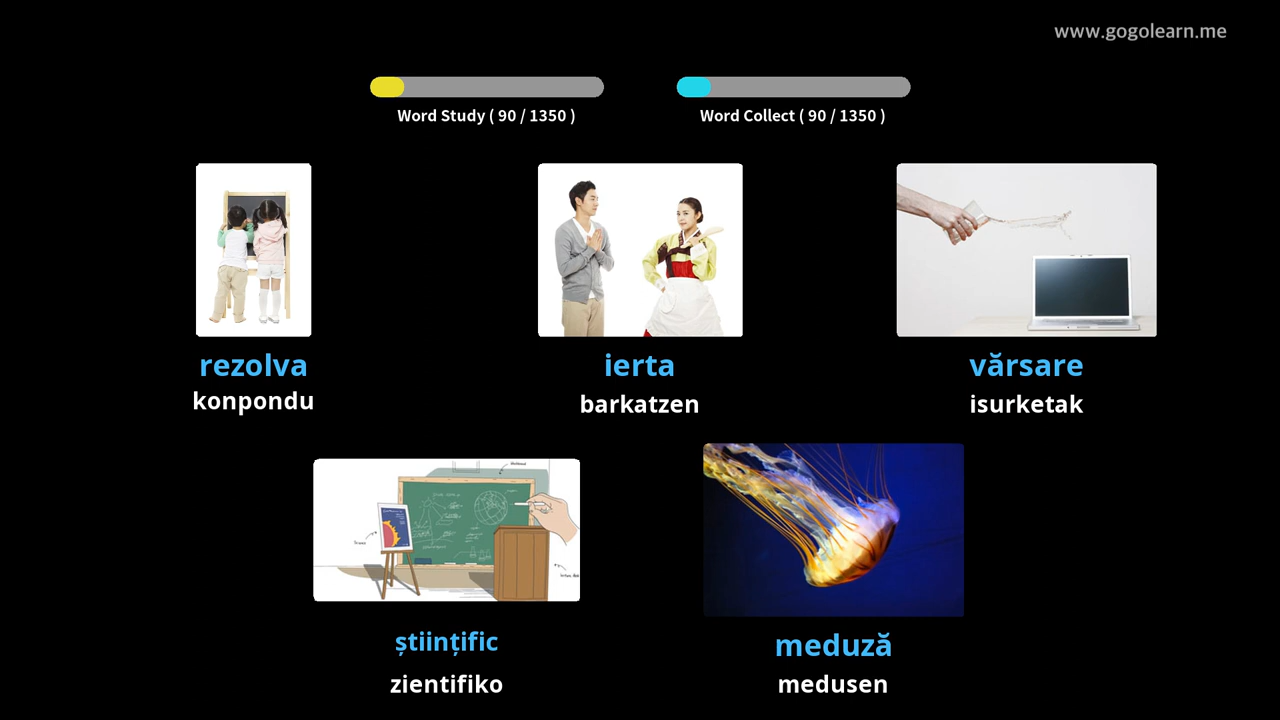 www.gogolearn.me
Word Study ( 90 / 1350 )
Word Collect ( 90 / 1350 )
rezolva
konpondu
ierta
barkatzen
vărsare
isurketak
științific
zientifiko
meduză
medusen